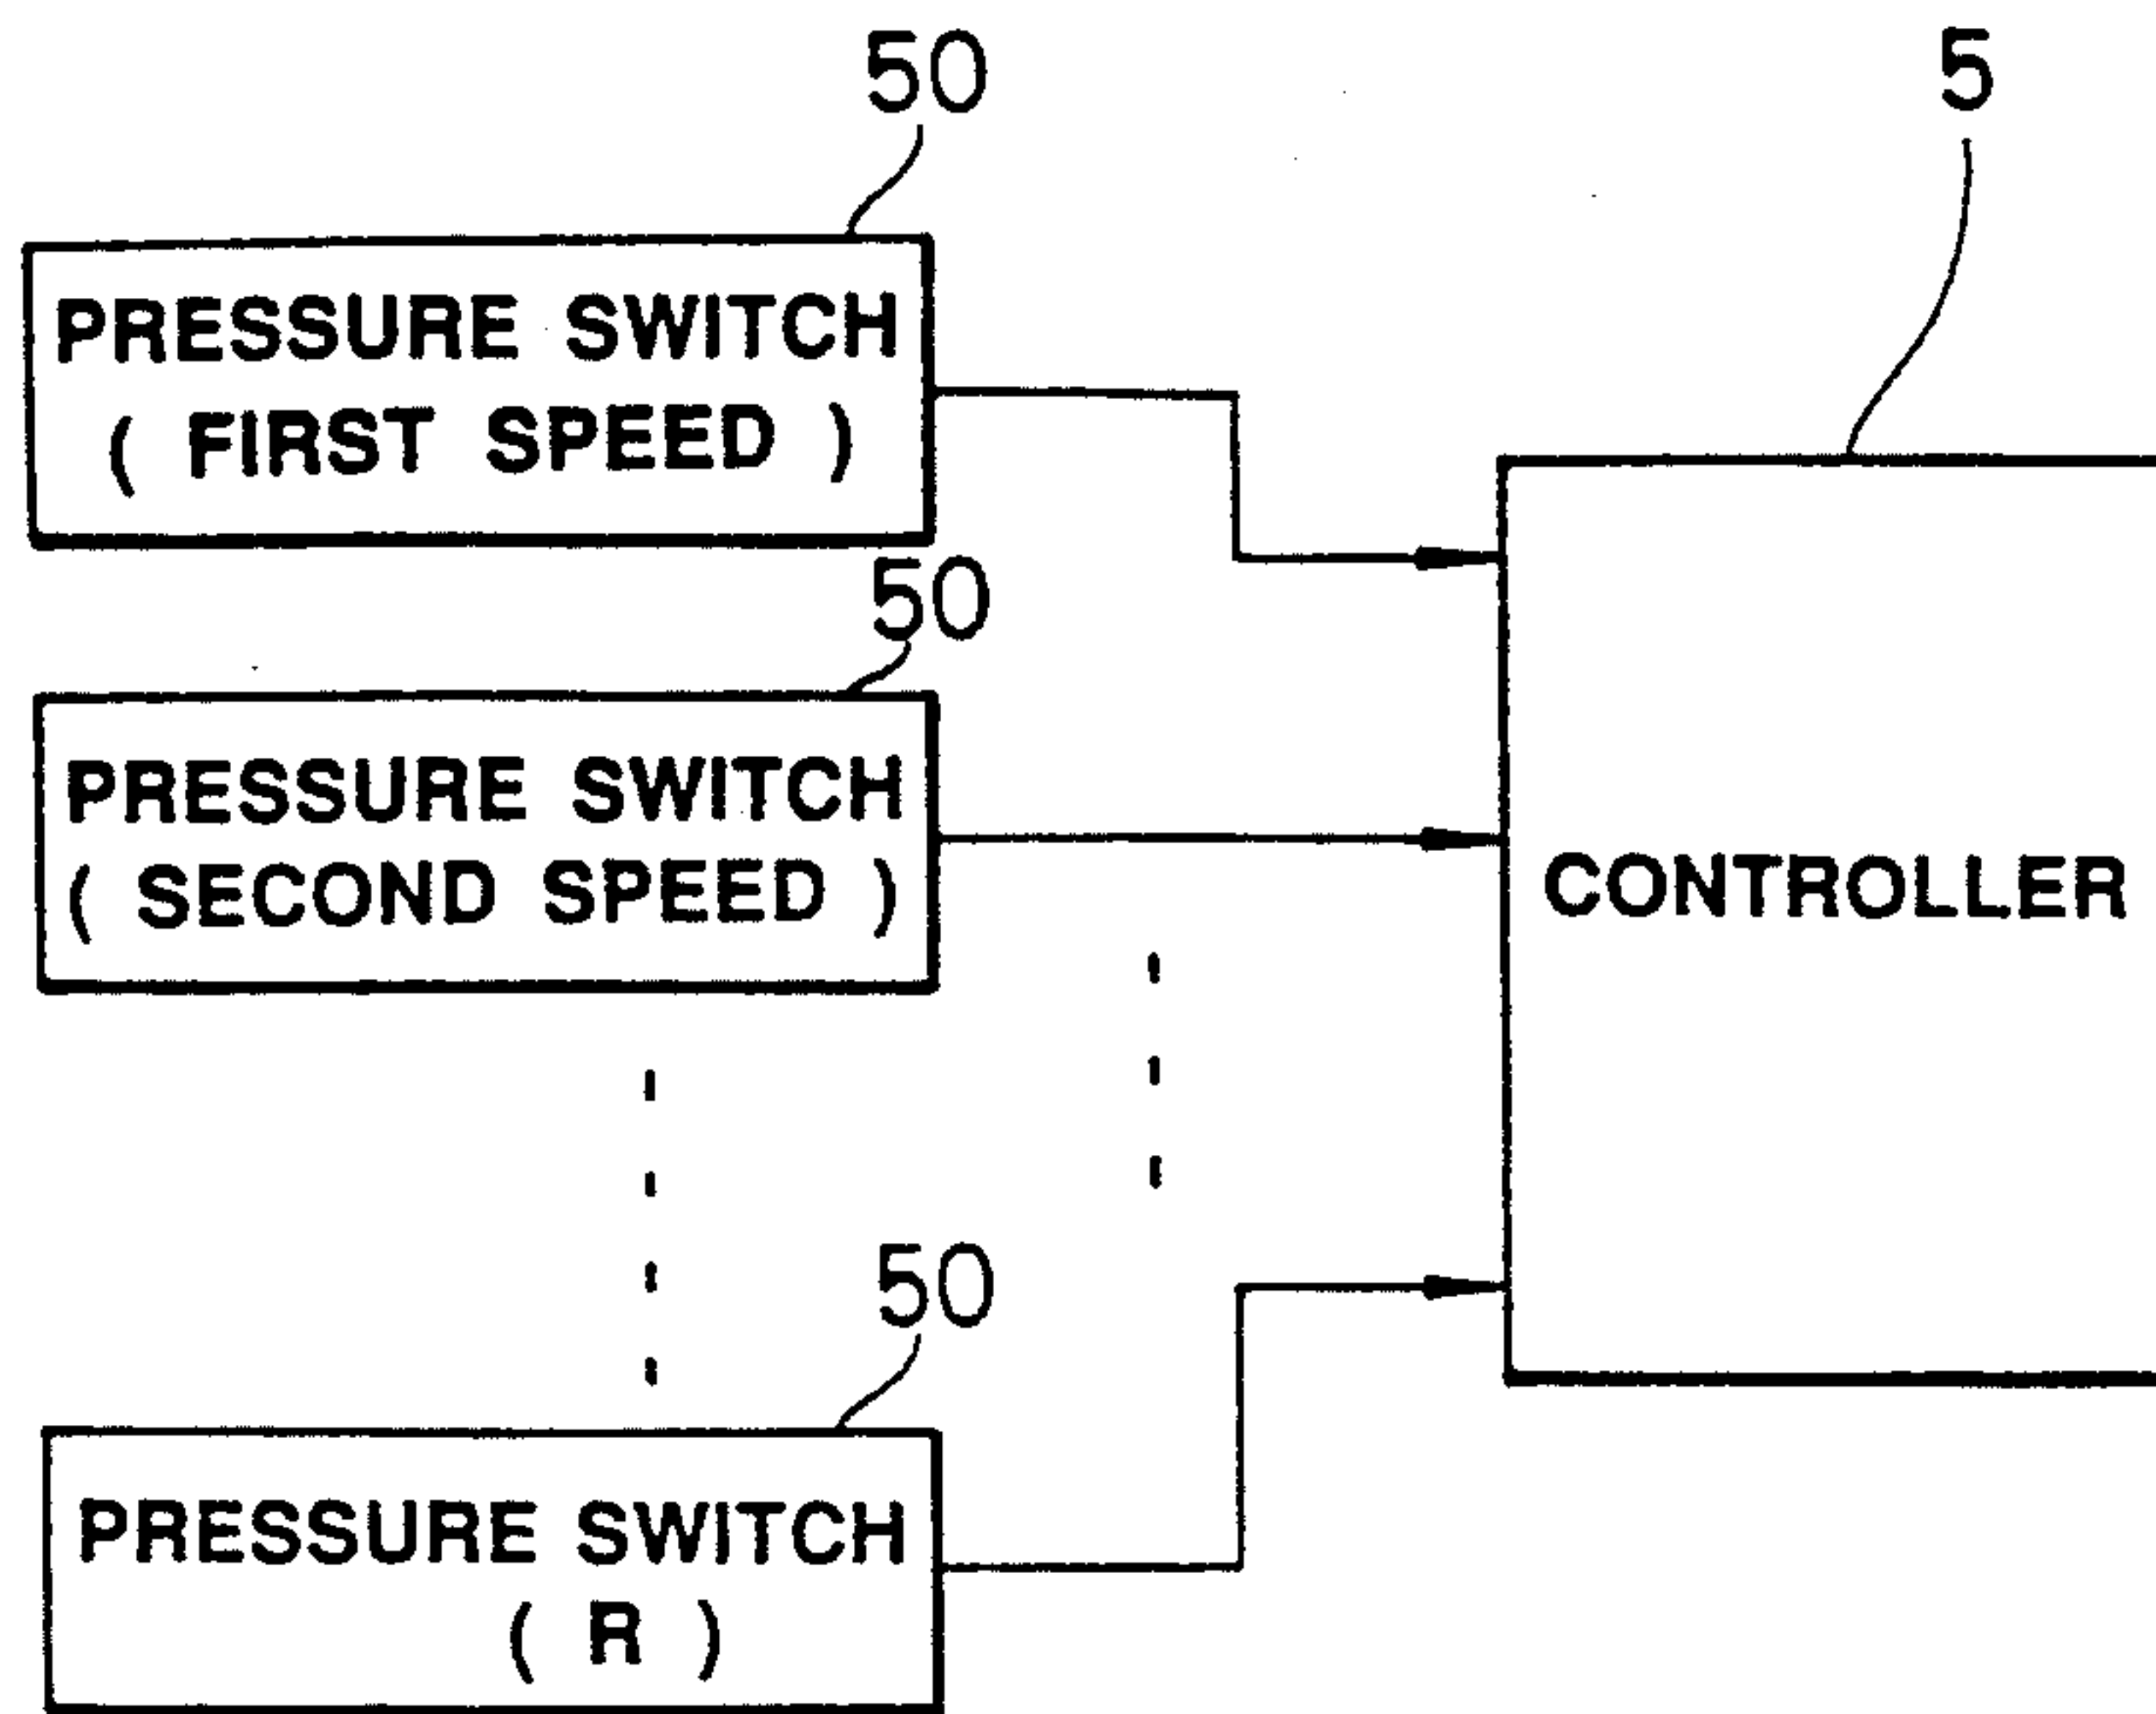 50
5
PRESSURE SWITCH
( FIRST SPEED )
50
PRESSURE SWITCH
( SECOND SPEED )
CONTROLLER
50
PRESSURE SWITCH
( R )